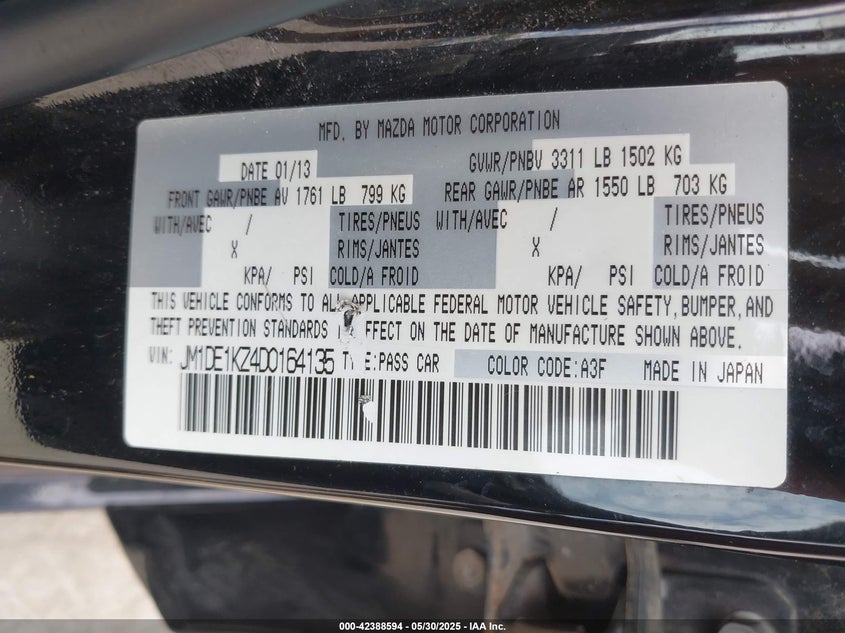 MFD. BY MAZDA MOTOR CORPORATION
DATE 01/13 GVWR/PNBV 3311 LB 1502 KG
FRONT GAWR/PNBE AV 1761 LB 799 KG REAR GAWR/PNBE AR 1550 LB 703 KG
WITH/AVEC / TIRES/PNEUS WITH/AVEC / TIRES/PNEUS
X RIMS/JANTES X RIMS/JANTES
KPA/ PSI COLD/A FROID KPA/ PSI COLD/A FROID
THIS VEHICLE CONFORMS TO ALL APPLICABLE FEDERAL MOTOR VEHICLE SAFETY, BUMPER, AND
THEFT PREVENTION STANDARDS EFFECT ON THE DATE OF MANUFACTURE SHOWN ABOVE.
VIN: JM1DE1KZ4D0164135 :PASS CAR COLOR CODE:A3F MADE IN JAPAN
000-42388594 - 05/30/2025 - IAA Inc.